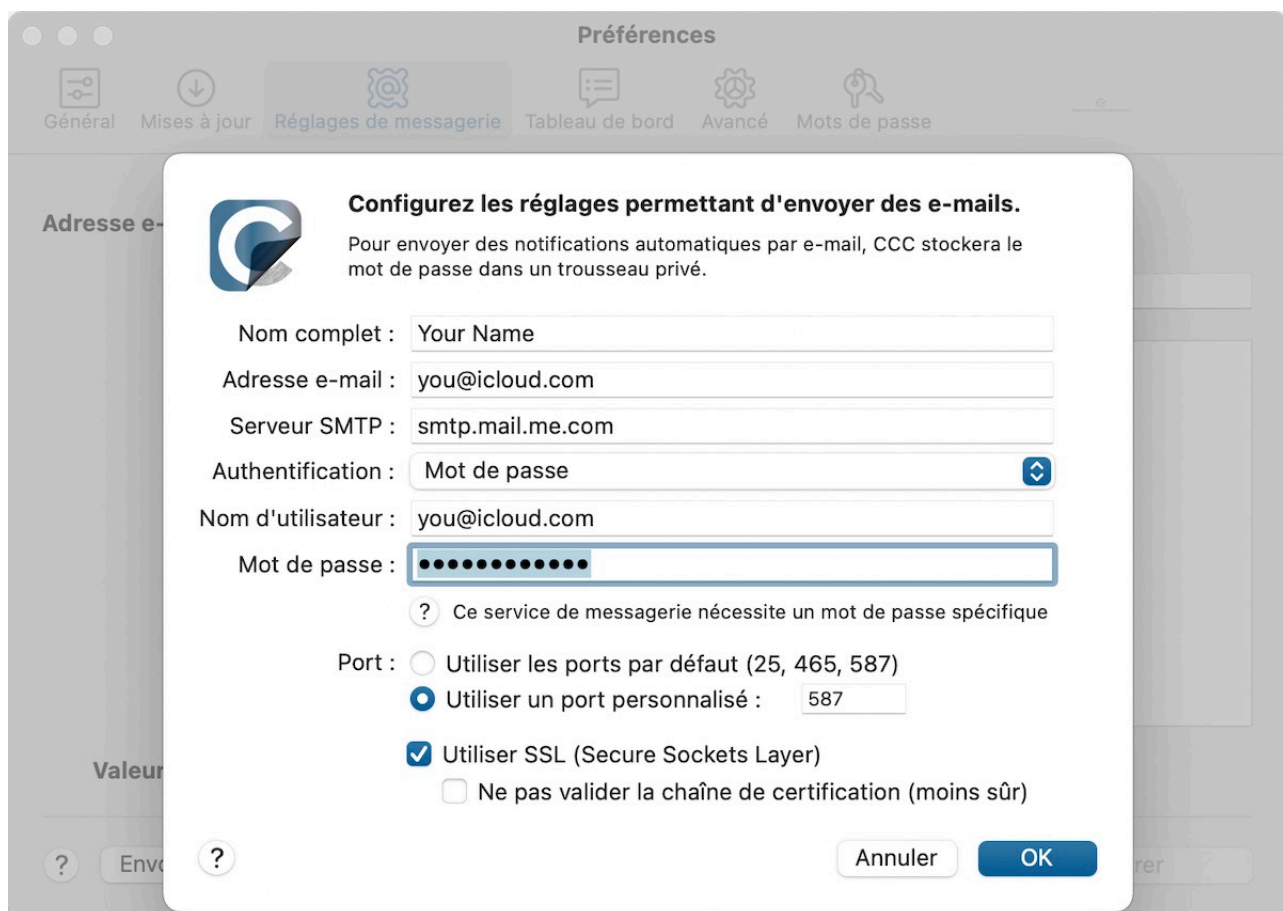 Préférences
Général Mises à jour Réglages de messagerie Tableau de bord Avancé Mots de passe
Configurez les réglages permettant d'envoyer des e-mails.
Pour envoyer des notifications automatiques par e-mail, CCC stockera le
mot de passe dans un trousseau privé.
Adresse e-
Nom complet : Your Name
Adresse e-mail : you@icloud.com
Serveur SMTP : smtp.mail.me.com
Authentification : Mot de passe
Nom d'utilisateur : you@icloud.com
Mot de passe : ●●●●●●●●●●●●
? Ce service de messagerie nécessite un mot de passe spécifique
Port : Utiliser les ports par défaut (25, 465, 587)
Utiliser un port personnalisé : 587
Utiliser SSL (Secure Sockets Layer)
Valeur
Ne pas valider la chaîne de certification (moins sûr)
? Envo ? Annuler OK rer